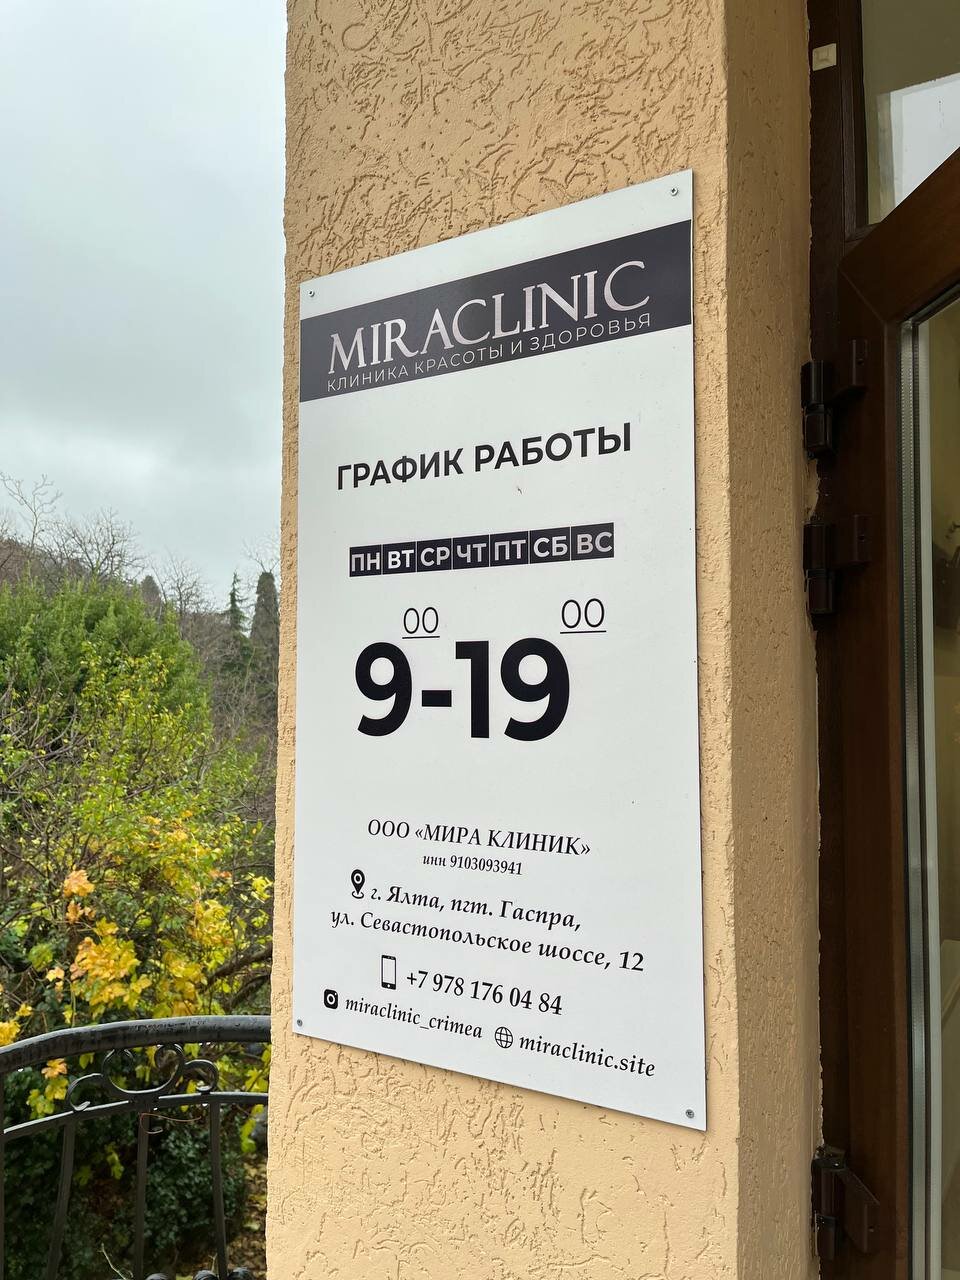 MIRACLINIC
КЛИНИКА КРАСОТЫ И ЗДОРОВЬЯ
ГРАФИК РАБОТЫ
ПН ВТ СР ЧТ ПТ СБ ВС
9 00 - 19 00
ООО «МИРА КЛИНИК»
инн 9103093941
г. Ялта, пгт. Гаспра,
ул. Севастопольское шоссе, 12
+7 978 176 04 84
miraclinic_crimea miraclinic.site